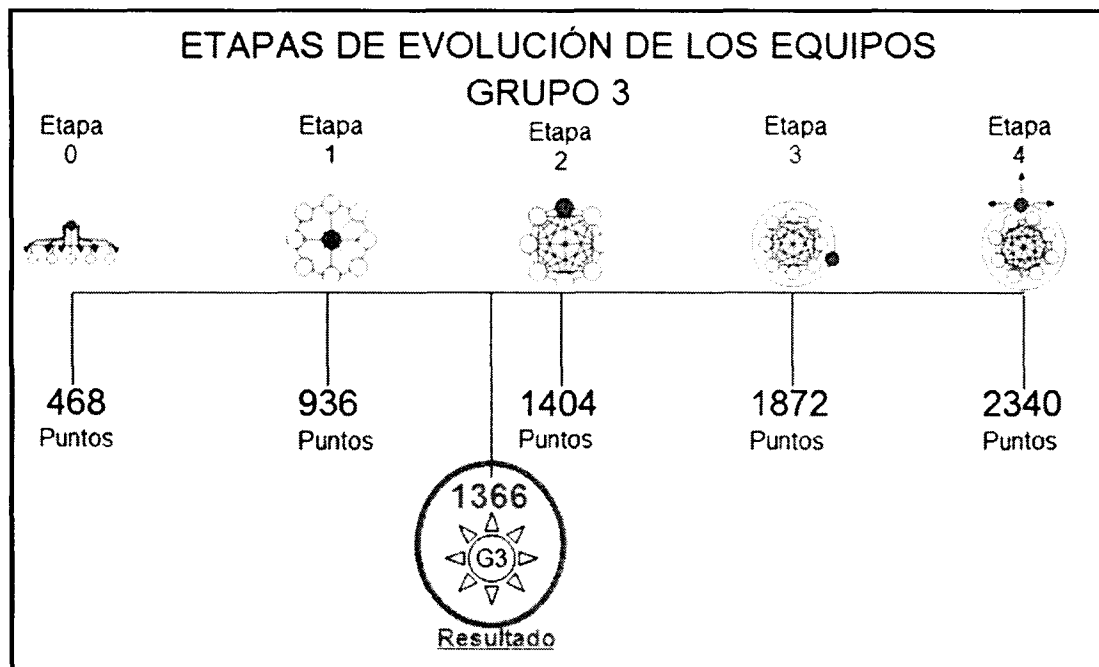 ETAPAS DE EVOLUCIÓN DE LOS EQUIPOS
GRUPO 3
Etapa
0
Etapa
1
Etapa
2
Etapa
3
Etapa
4
468
Puntos
936
Puntos
1404
Puntos
1872
Puntos
2340
Puntos
1366
G3
Resultado